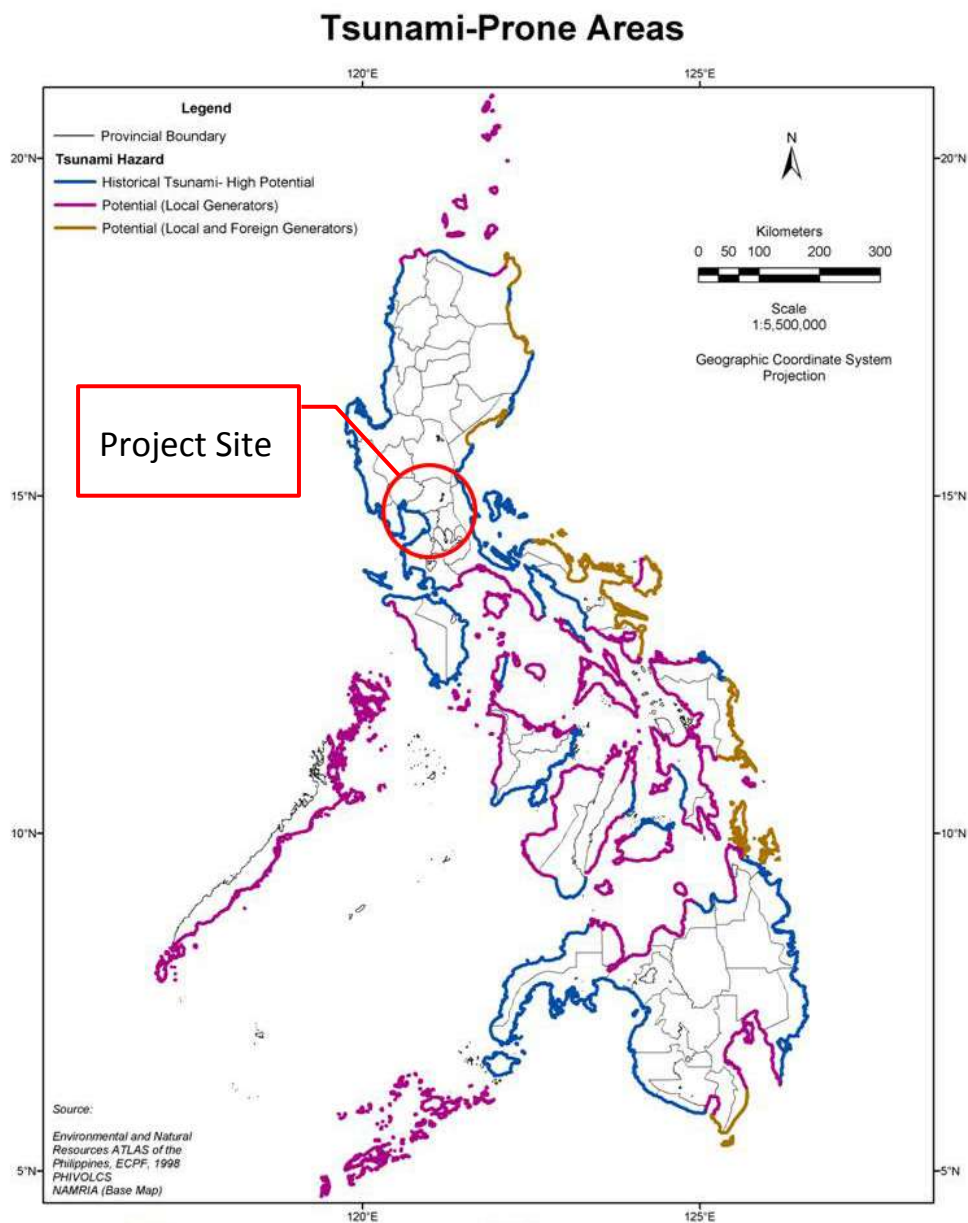 Tsunami-Prone Areas
120°E
125°E
Legend
Provincial Boundary
Tsunami Hazard
Historical Tsunami- High Potential
Potential (Local Generators)
Potential (Local and Foreign Generators)
N
20°N
20°N
Kilometers
0 50 100 200 300
Scale
1:5,500,000
Geographic Coordinate System
Projection
Project Site
15°N
15°N
10°N
10°N
Source:
Environmental and Natural
Resources ATLAS of the
Philippines, ECPF, 1998
PHIVOLCS
NAMRIA (Base Map)
5°N
5°N
120°E
125°E